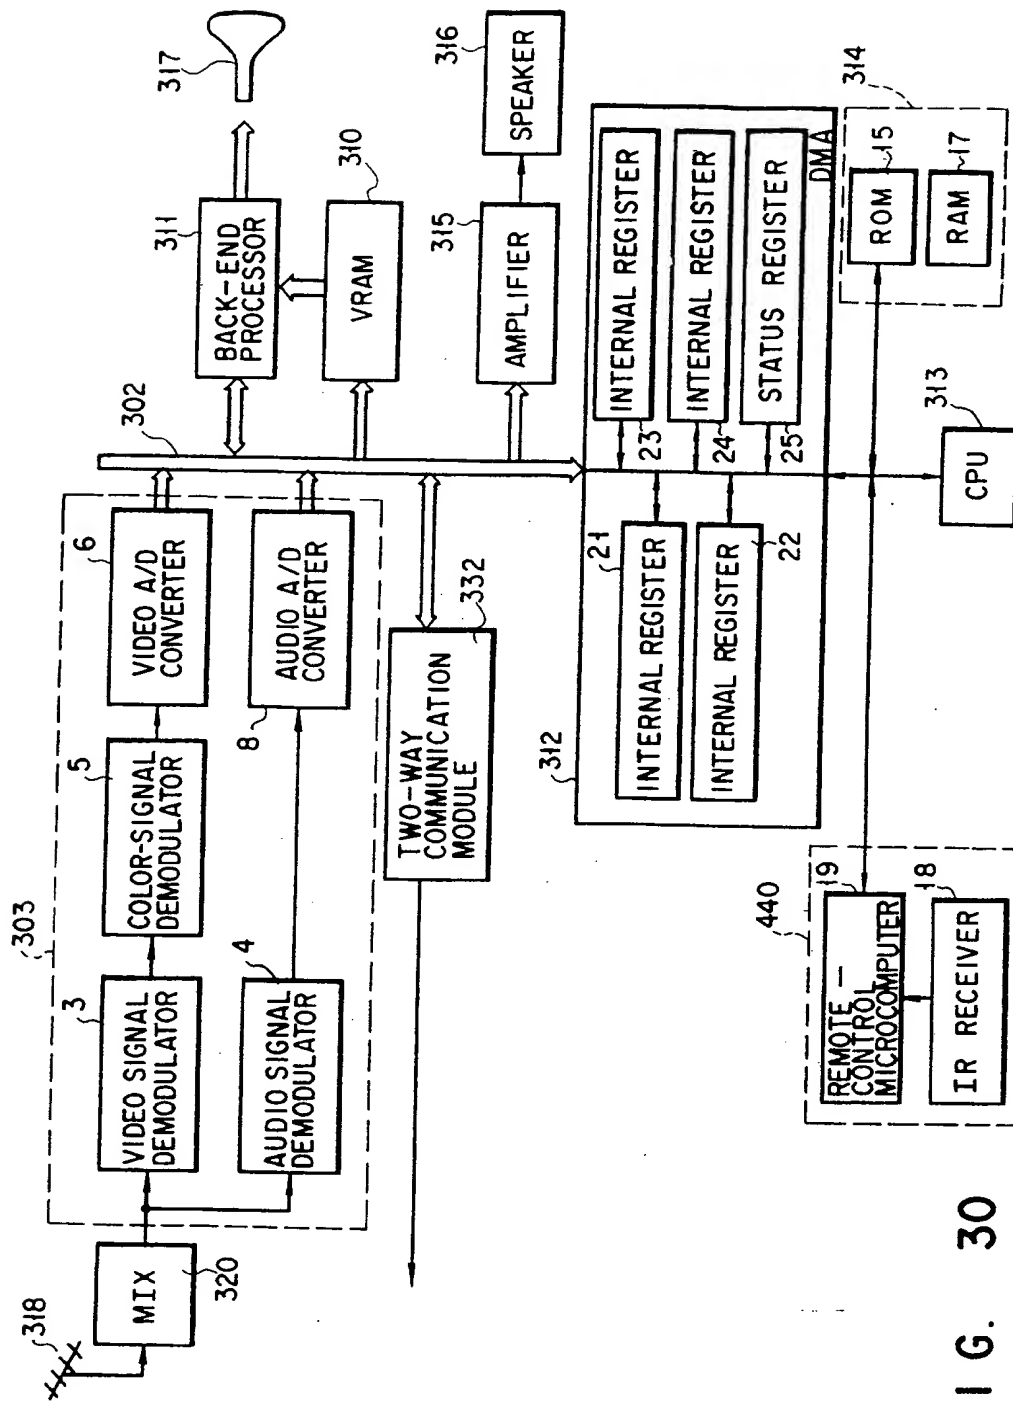 318
MIX
320
303
3
VIDEO SIGNAL
DEMODULATOR
5
COLOR-SIGNAL
DEMODULATOR
6
VIDEO A/D
CONVERTER
4
AUDIO SIGNAL
DEMODULATOR
8
AUDIO A/D
CONVERTER
302
311
BACK-END
PROCESSOR
317
VRAM
310
TWO-WAY
COMMUNICATION
MODULE
332
315
AMPLIFIER
316
SPEAKER
312
21
INTERNAL REGISTER
INTERNAL REGISTER
22
INTERNAL REGISTER
23
INTERNAL REGISTER
24
STATUS REGISTER
25
DMA
440
19
REMOTE —
CONTROL
MICROCOMPUTER
18
IR RECEIVER
CPU
313
314
15
ROM
17
RAM
I G. 30